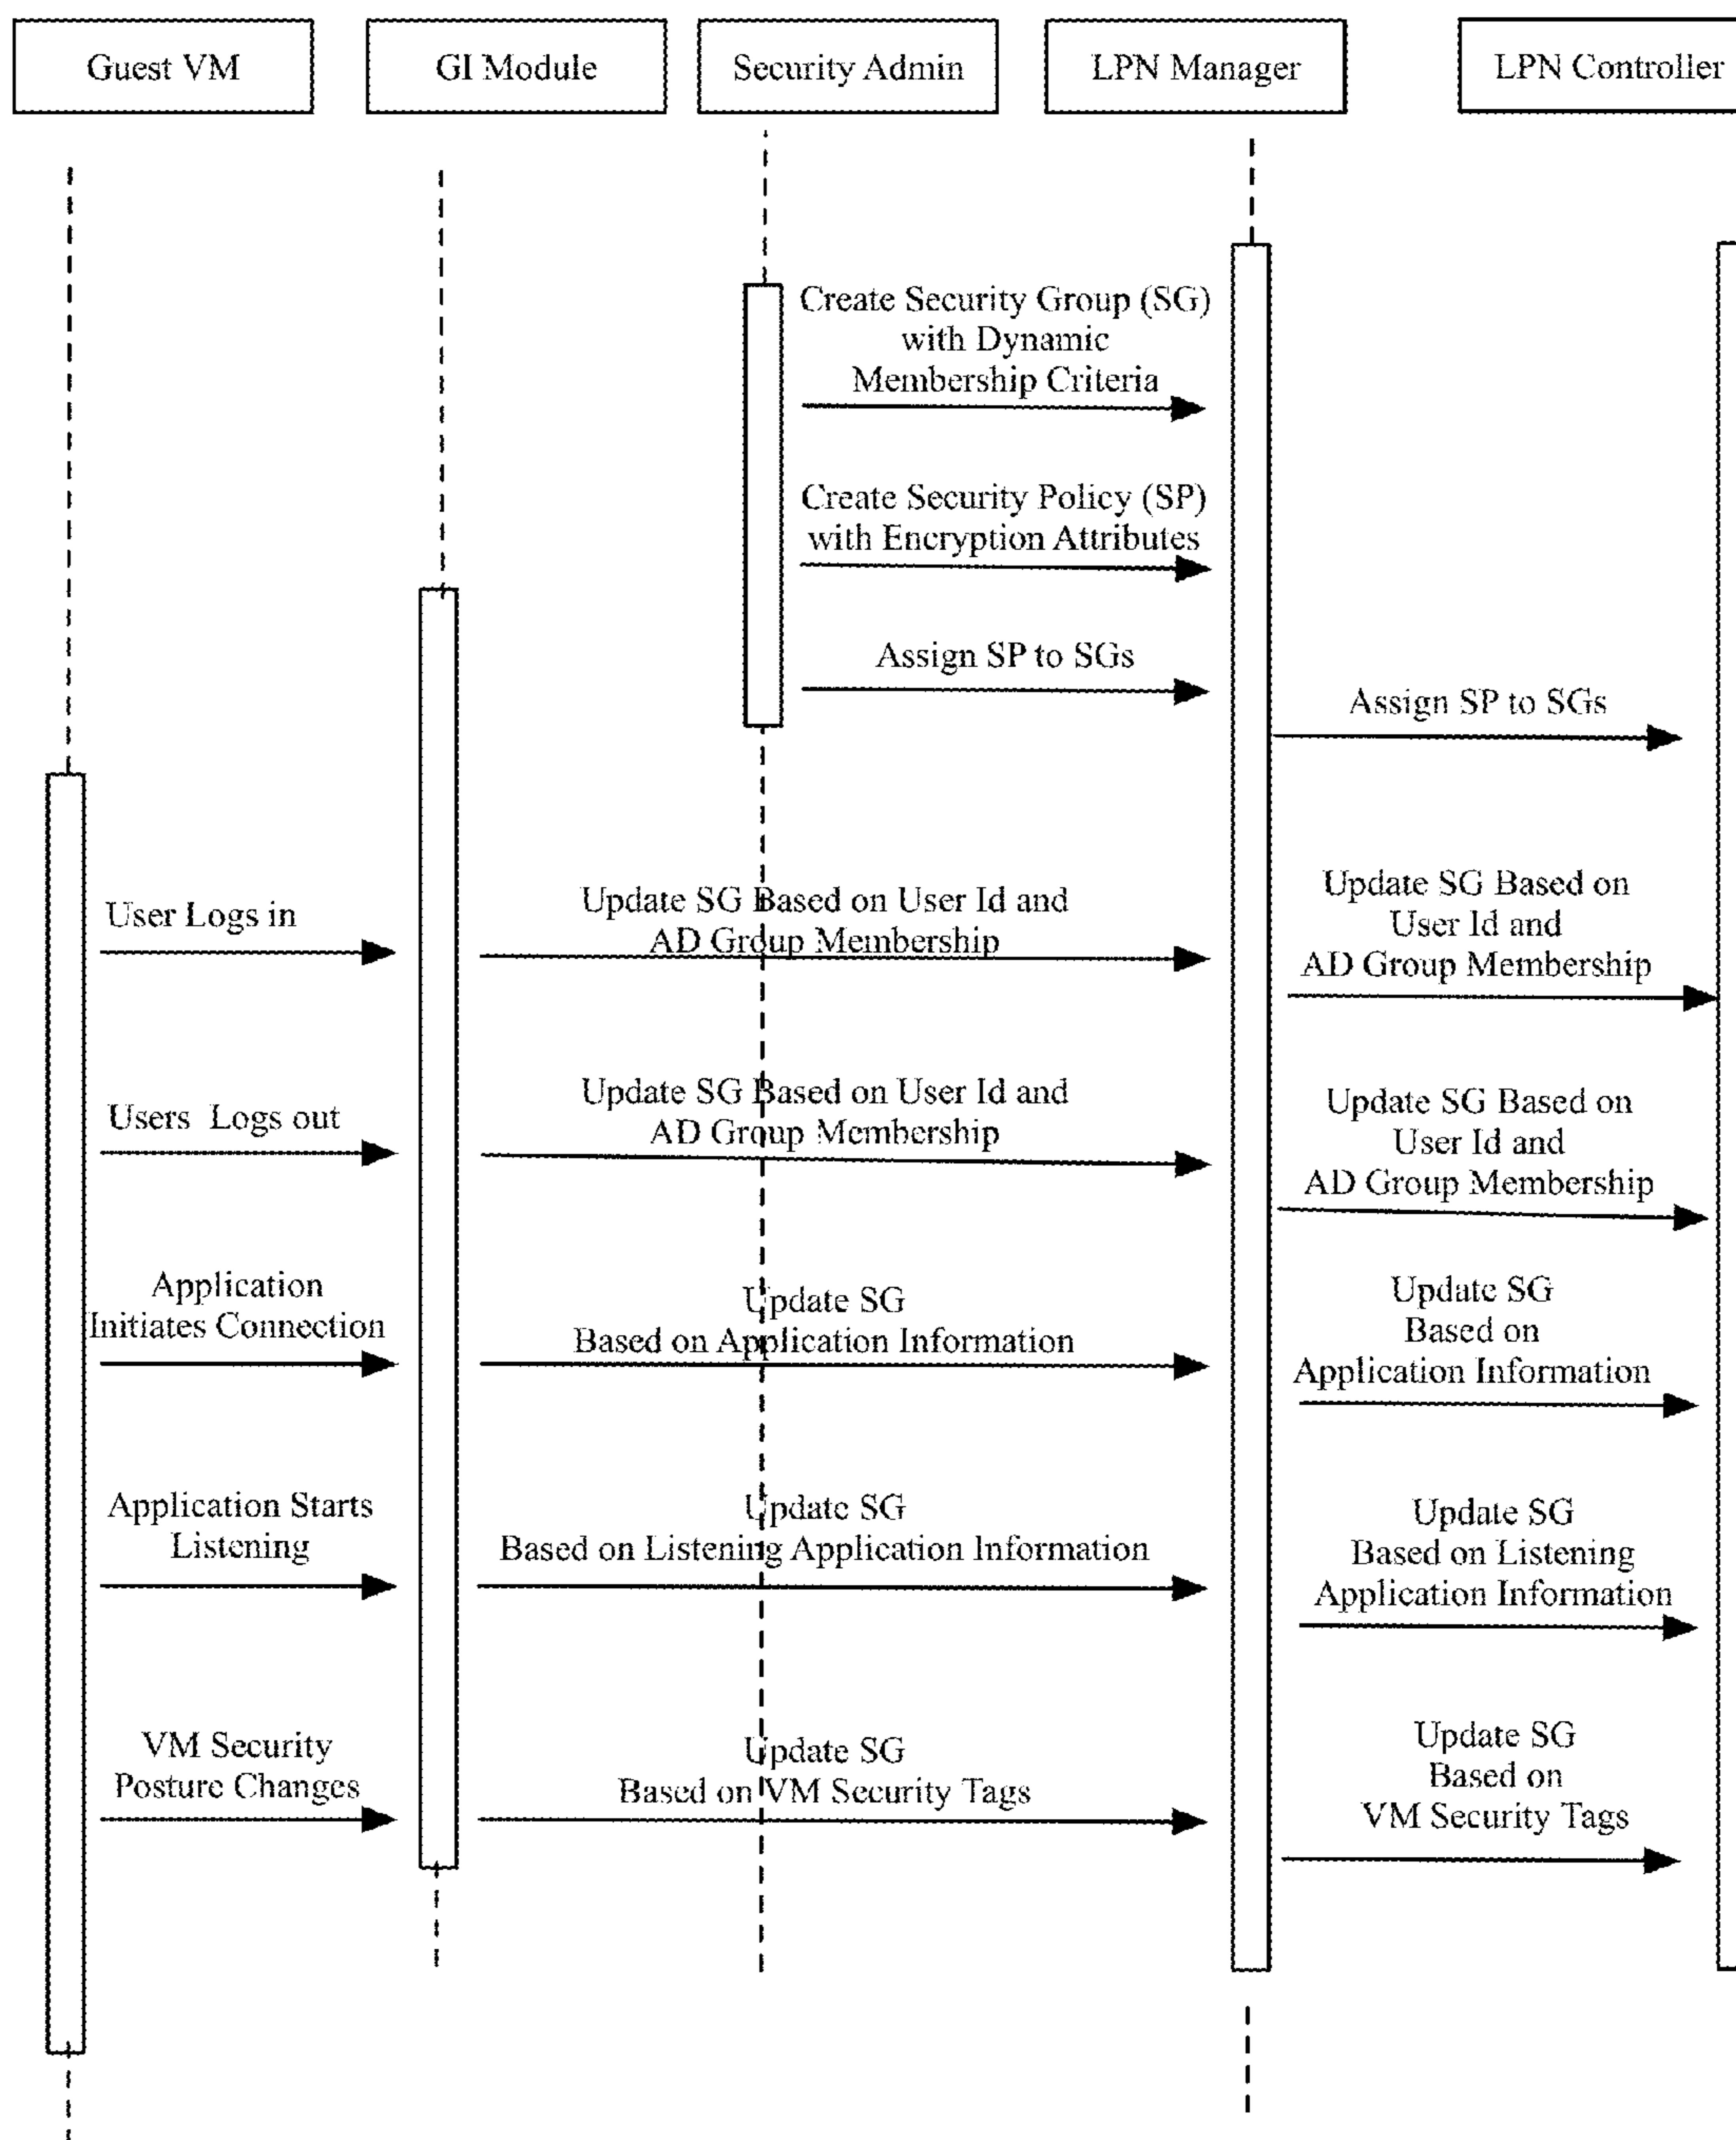 Guest VM
GI Module
Security Admin
LPN Manager
LPN Controller
Create Security Group (SG)
with Dynamic
Membership Criteria
Create Security Policy (SP)
with Encryption Attributes
Assign SP to SGs
Assign SP to SGs
User Logs in
Update SG Based on User Id and
AD Group Membership
Update SG Based on
User Id and
AD Group Membership
Users Logs out
Update SG Based on User Id and
AD Group Membership
Update SG Based on
User Id and
AD Group Membership
Application
Initiates Connection
Update SG
Based on Application Information
Update SG
Based on
Application Information
Application Starts
Listening
Update SG
Based on Listening Application Information
Update SG
Based on Listening
Application Information
VM Security
Posture Changes
Update SG
Based on VM Security Tags
Update SG
Based on
VM Security Tags